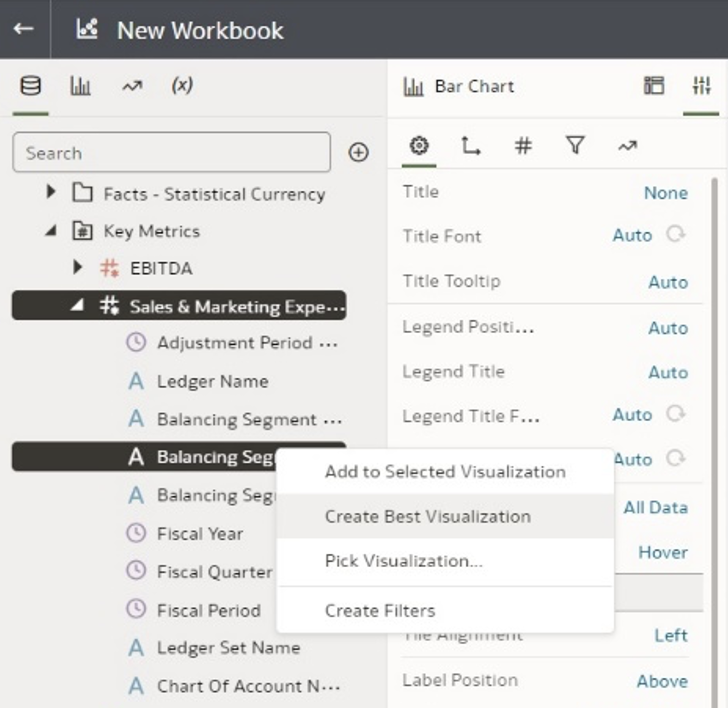 New Workbook
(x)
Search
Facts - Statistical Currency
Key Metrics
EBITDA
Sales & Marketing Expe...
Adjustment Period ...
Ledger Name
Balancing Segment ...
Balancing Seg
Balancing Seg
Fiscal Year
Fiscal Quarter
Fiscal Period
Ledger Set Name
Chart Of Account N...
Add to Selected Visualization
Create Best Visualization
Pick Visualization...
Create Filters
Bar Chart
#
Title None
Title Font Auto
Title Tooltip Auto
Legend Positi... Auto
Legend Title Auto
Legend Title F... Auto
Auto
All Data
Hover
Tile Alignment Left
Label Position Above